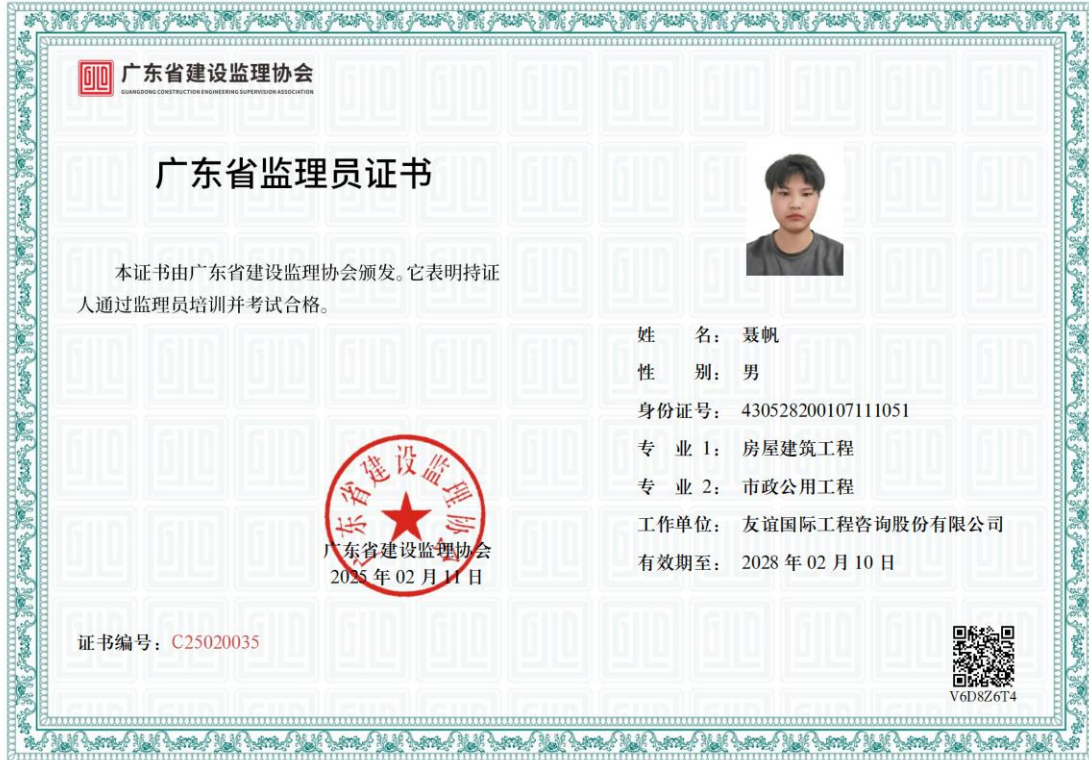 广东省建设监理协会
GUANGDONG CONSTRUCTION ENGINEERING SUPERVISION ASSOCIATION
广东省监理员证书
本证书由广东省建设监理协会颁发。它表明持证
人通过监理员培训并考试合格。
姓 名： 聂帆
性 别： 男
身份证号： 430528200107111051
专 业 1： 房屋建筑工程
专 业 2： 市政公用工程
工作单位： 友谊国际工程咨询股份有限公司
有效期至： 2028 年 02 月 10 日
广东省建设监理协会
广东省建设监理协会
2025 年 02 月 11 日
证书编号：C25020035
V6D8Z6T4